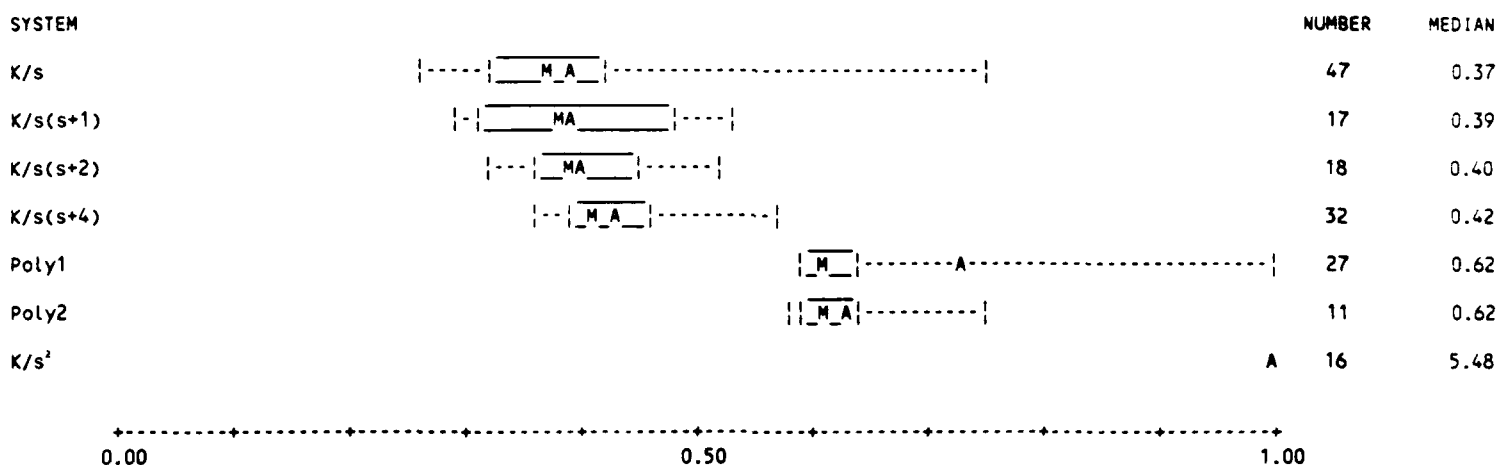 SYSTEM NUMBER MEDIAN
K/s M A 47 0.37
K/s(s+1) MA 17 0.39
K/s(s+2) MA 18 0.40
K/s(s+4) M A 32 0.42
Poly1 M A 27 0.62
Poly2 M A 11 0.62
K/s² A 16 5.48
0.00 0.50 1.00